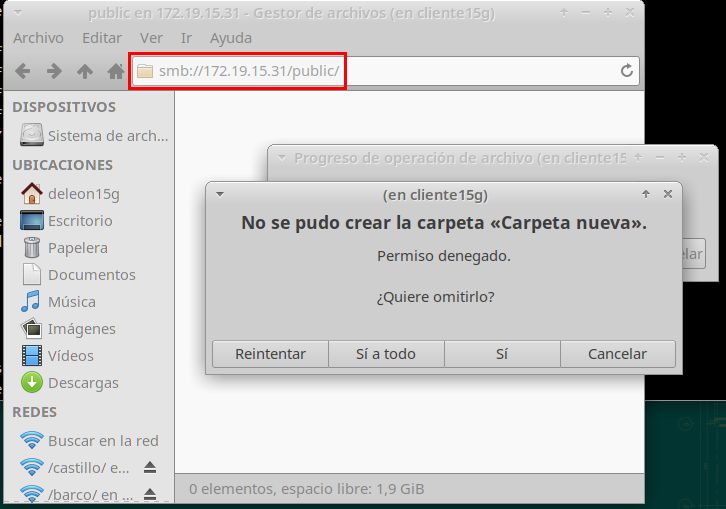 public en 172.19.15.31 - Gestor de archivos (en cliente15g)
Archivo Editar Ver Ir Ayuda
smb://172.19.15.31/public/
DISPOSITIVOS
Sistema de arch...
UBICACIONES
deleon15g
Escritorio
Papelera
Documentos
Música
Imágenes
Vídeos
Descargas
REDES
Buscar en la red
/castillo/ e...
/barco/ en ...
0 elementos, espacio libre: 1,9 GiB
Progreso de operación de archivo (en cliente15
elar
(en cliente15g)
No se pudo crear la carpeta «Carpeta nueva».
Permiso denegado.
¿Quiere omitirlo?
Reintentar Sí a todo Sí Cancelar